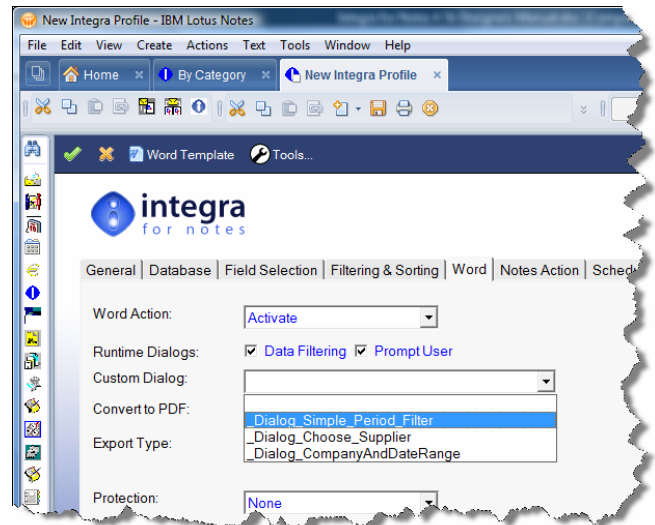 New Integra Profile - IBM Lotus Notes
File Edit View Create Actions Text Tools Window Help
Home By Category New Integra Profile
Word Template Tools...
integra
for notes
General Database Field Selection Filtering & Sorting Word Notes Action Sched
Word Action: Activate
Runtime Dialogs: Data Filtering Prompt User
Custom Dialog:
Convert to PDF:
_Dialog_Simple_Period_Filter
Export Type: _Dialog_Choose_Supplier
_Dialog_CompanyAndDateRange
Protection: None